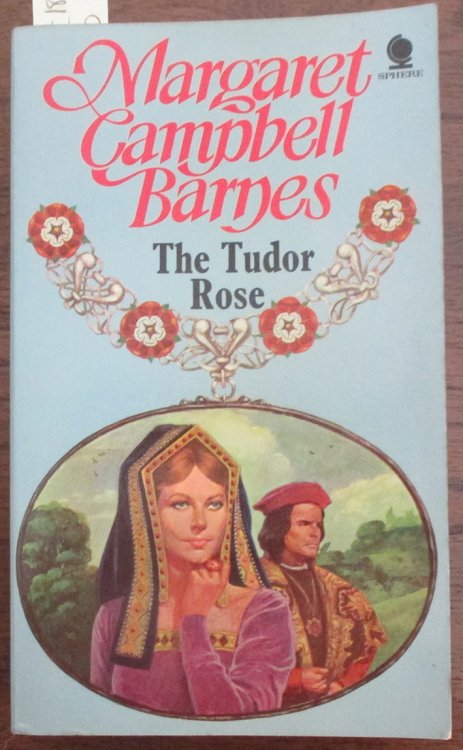 Margaret
Campbell
Barnes
SPHERE
The Tudor
Rose